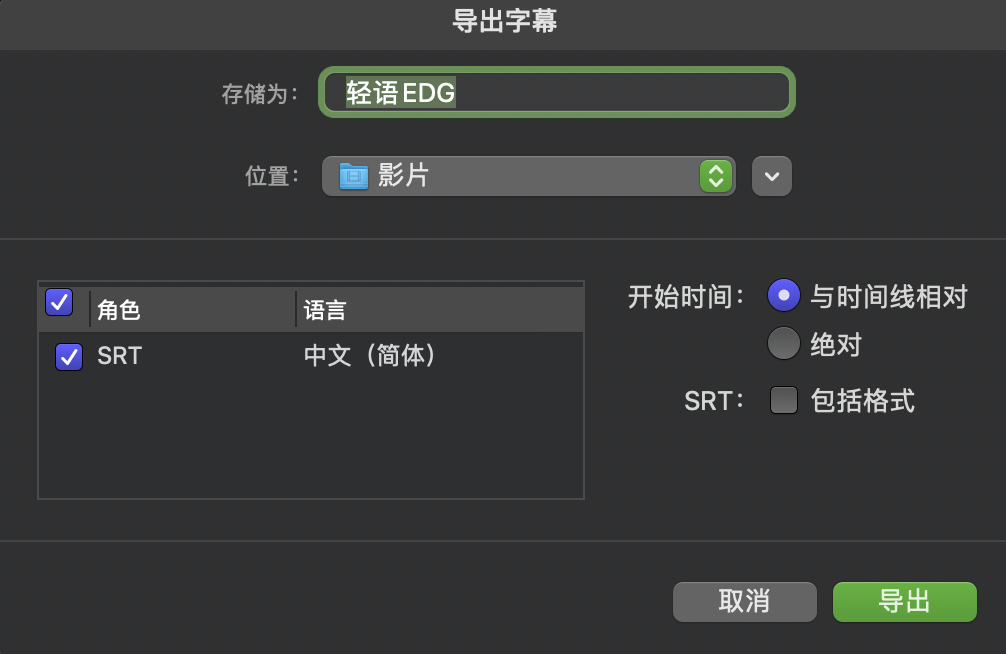 导出字幕
存储为：
轻语EDG
位置：
影片
角色
语言
SRT
中文（简体）
开始时间：
与时间线相对
绝对
SRT：
包括格式
取消
导出